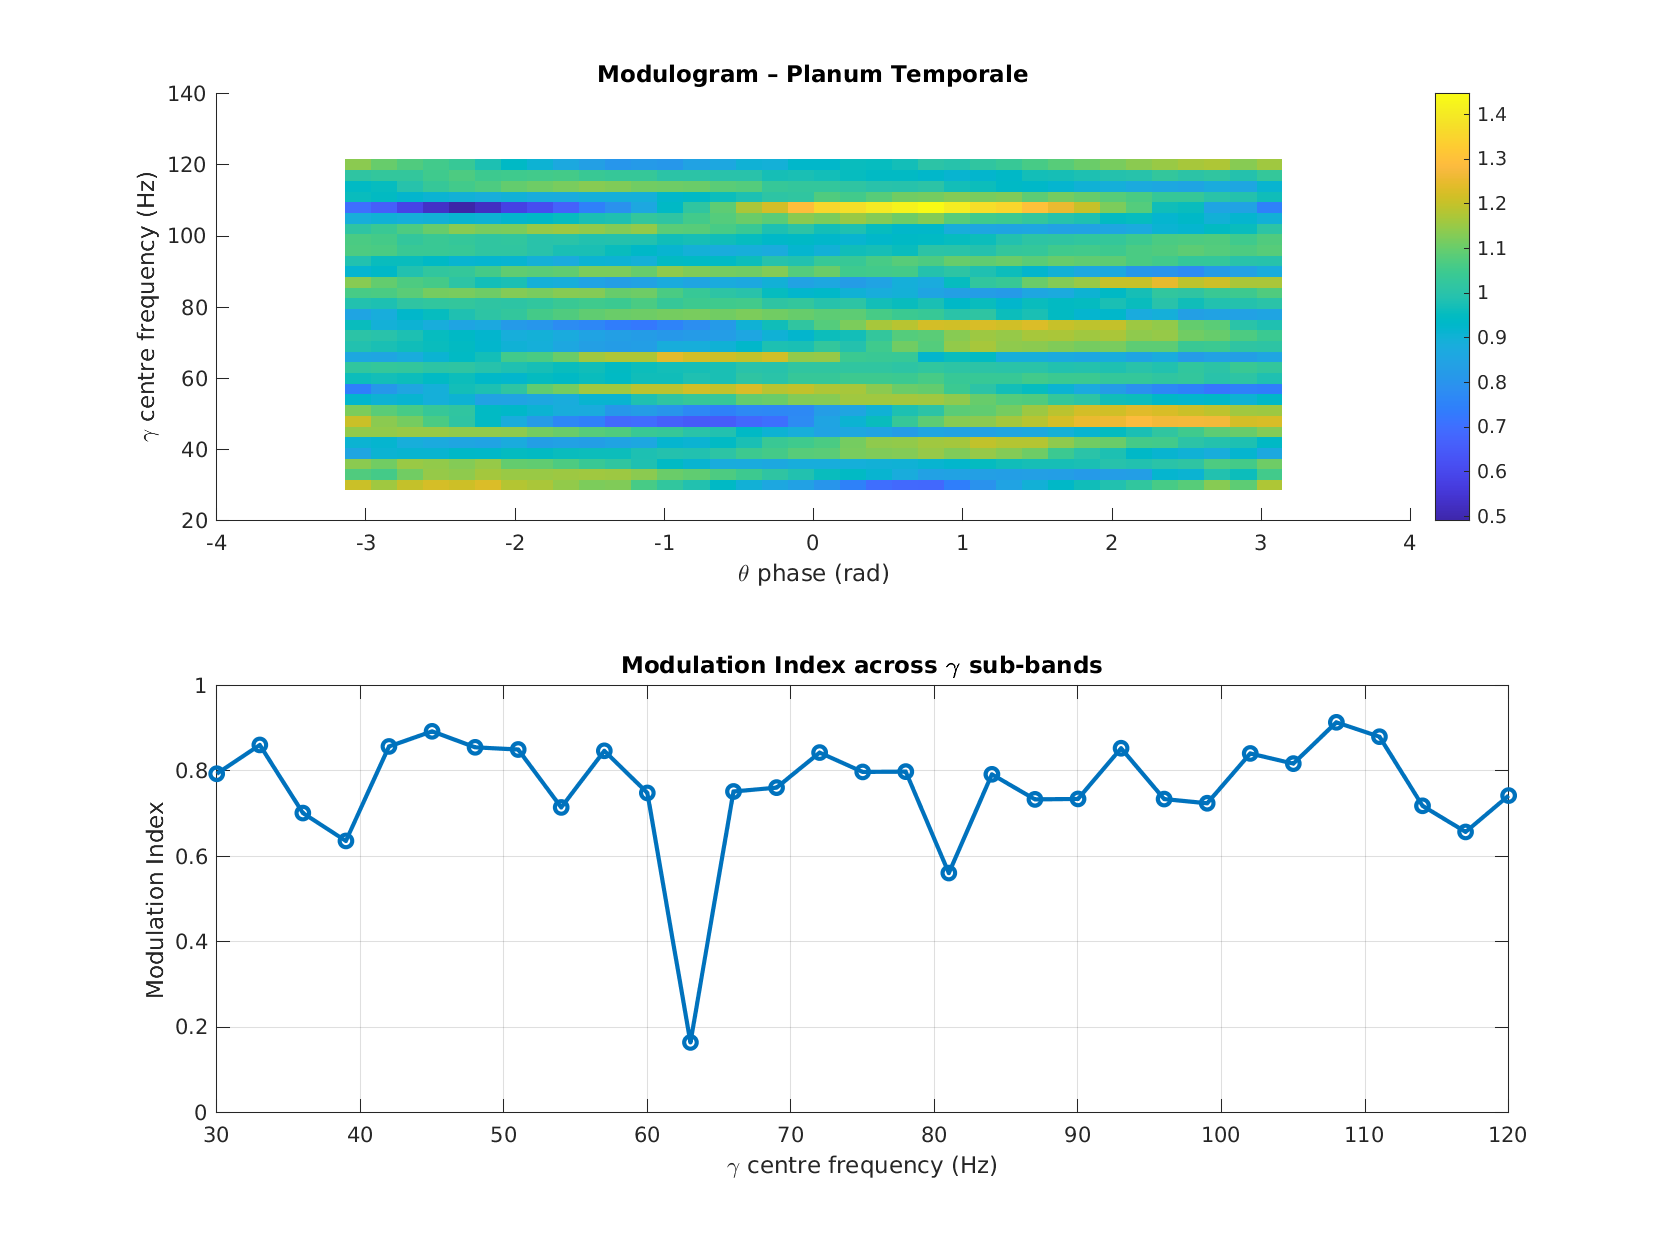 Modulogram – Planum Temporale
140
120
100
80
60
40
20
γ centre frequency (Hz)
-4 -3 -2 -1 0 1 2 3 4
θ phase (rad)
1.4
1.3
1.2
1.1
1
0.9
0.8
0.7
0.6
0.5
Modulation Index across γ sub-bands
1
0.8
0.6
0.4
0.2
0
Modulation Index
30 40 50 60 70 80 90 100 110 120
γ centre frequency (Hz)